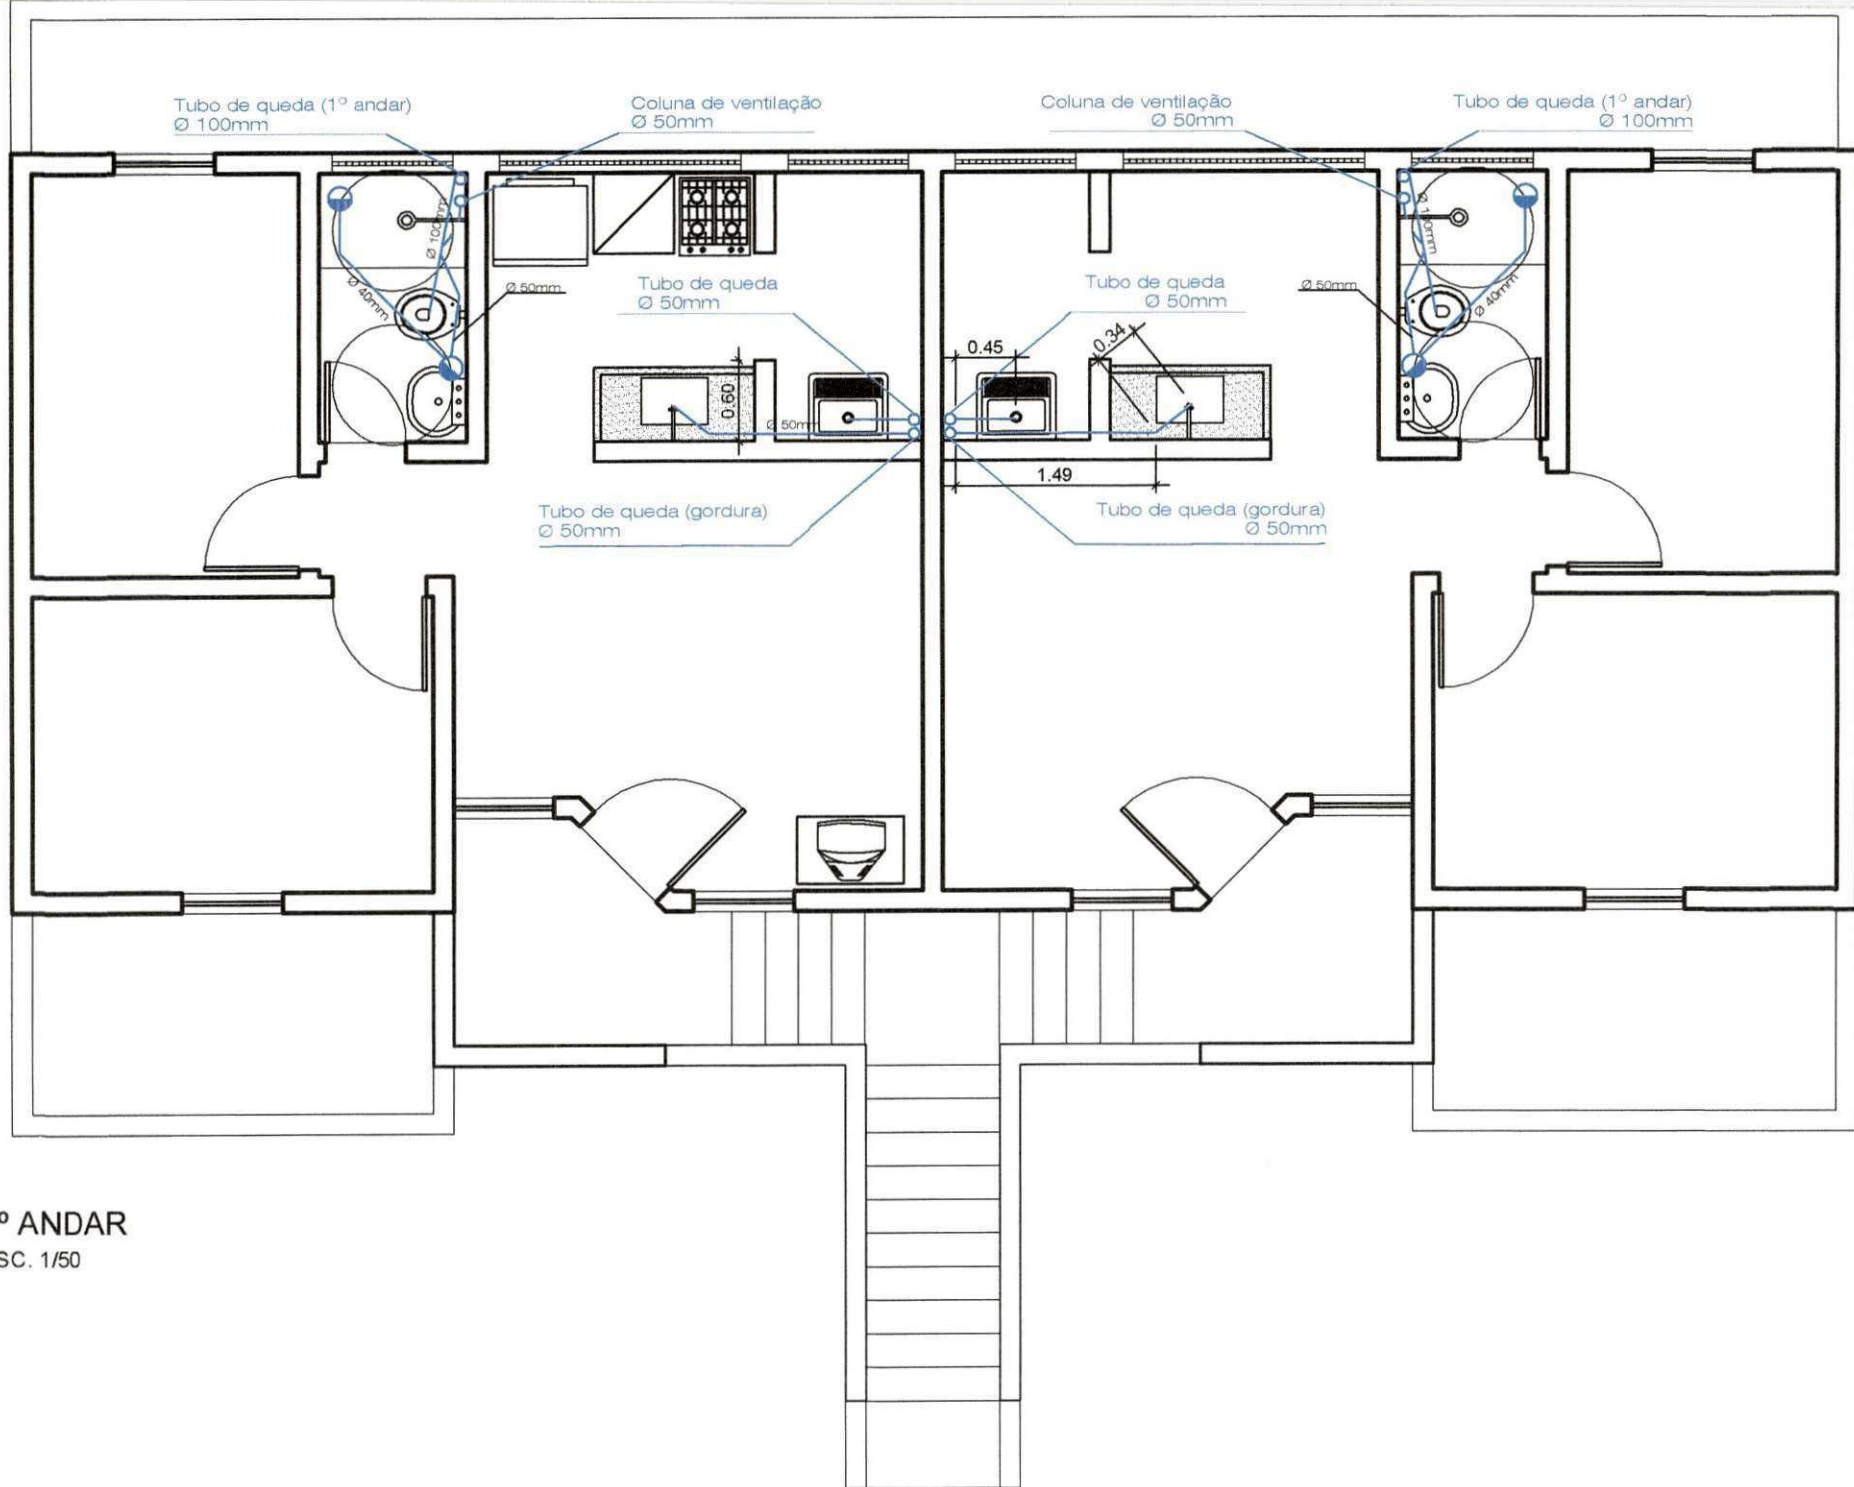 Tubo de queda (1º andar)
Ø 100mm
Coluna de ventilação
Ø 50mm
Coluna de ventilação
Ø 50mm
Tubo de queda (1º andar)
Ø 100mm
Ø 100mm
Ø 40mm
Ø 50mm
Tubo de queda
Ø 50mm
Tubo de queda
Ø 50mm
Ø 50mm
Ø 100mm
Ø 40mm
0.45
0.34
0.60
Ø 50mm
1.49
Tubo de queda (gordura)
Ø 50mm
Tubo de queda (gordura)
Ø 50mm
º ANDAR
SC. 1/50